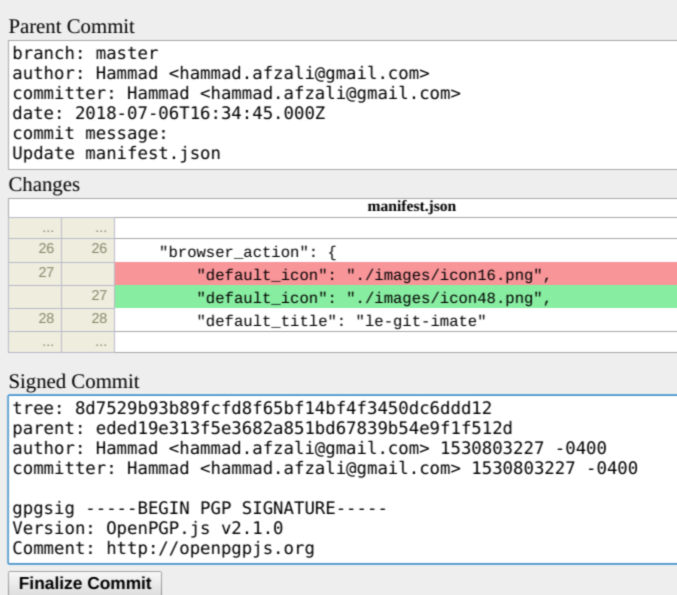 Parent Commit
branch: master
author: Hammad <hammad.afzali@gmail.com>
committer: Hammad <hammad.afzali@gmail.com>
date: 2018-07-06T16:34:45.000Z
commit message:
Update manifest.json
Changes
manifest.json
... ...
26 26 "browser_action": {
27 "default_icon": "./images/icon16.png",
27 "default_icon": "./images/icon48.png",
28 28 "default_title": "le-git-imate"
... ...
Signed Commit
tree: 8d7529b93b89fcfd8f65bf14bf4f3450dc6ddd12
parent: eded19e313f5e3682a851bd67839b54e9f1f512d
author: Hammad <hammad.afzali@gmail.com> 1530803227 -0400
committer: Hammad <hammad.afzali@gmail.com> 1530803227 -0400
gpgsig -----BEGIN PGP SIGNATURE-----
Version: OpenPGP.js v2.1.0
Comment: http://openpgpjs.org
Finalize Commit